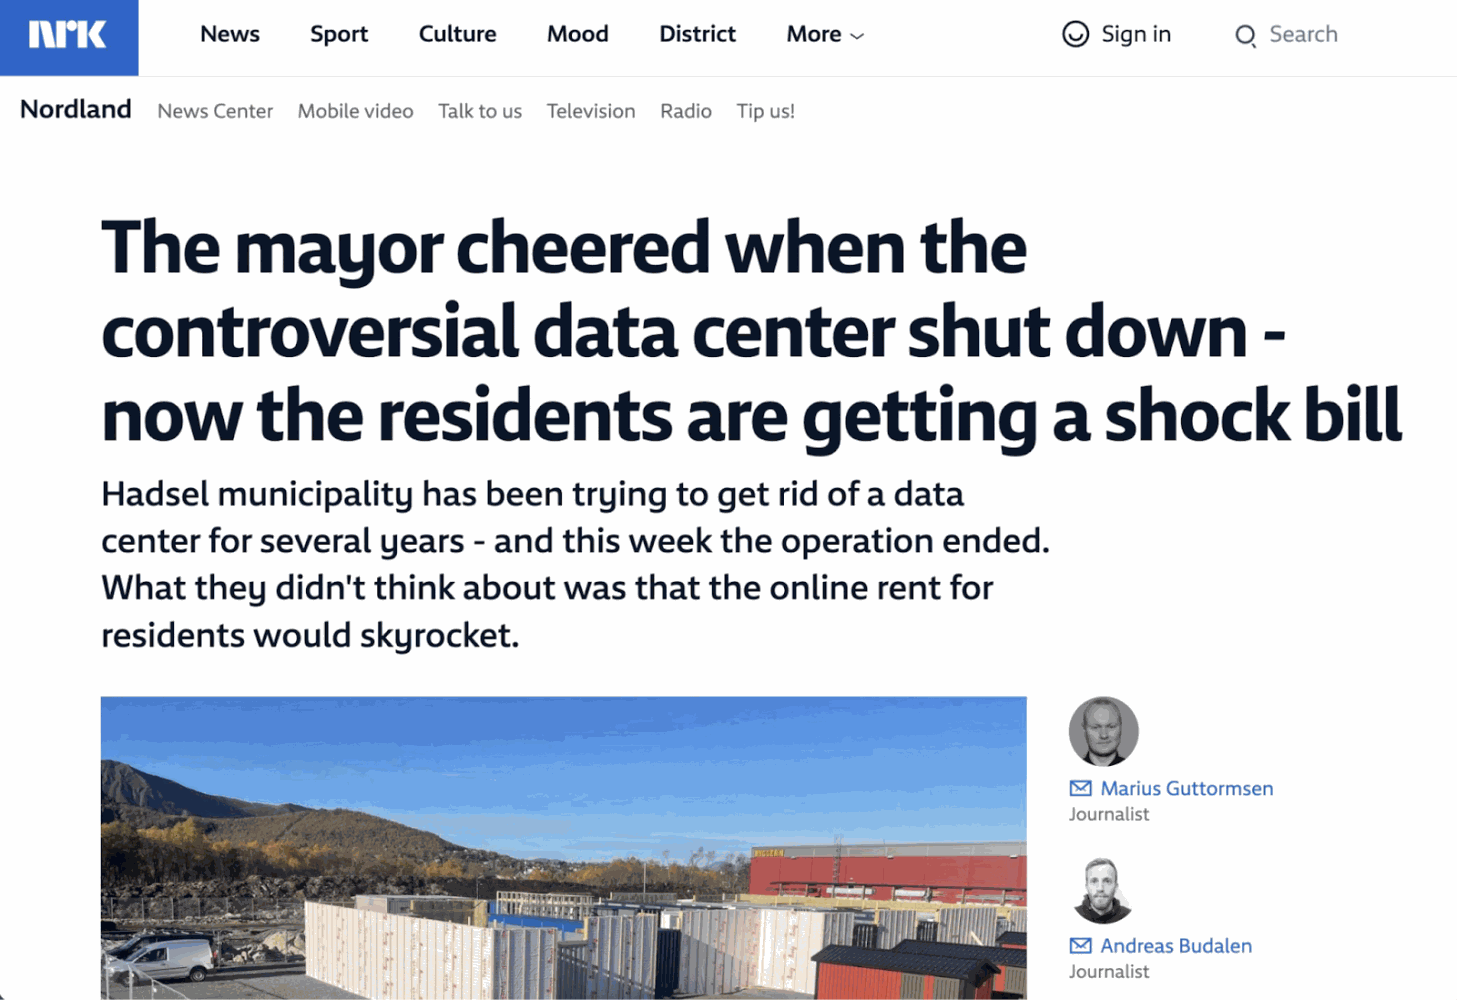 NRK
News Sport Culture Mood District More Sign in Search
Nordland News Center Mobile video Talk to us Television Radio Tip us!
The mayor cheered when the
controversial data center shut down -
now the residents are getting a shock bill
Hadsel municipality has been trying to get rid of a data
center for several years - and this week the operation ended.
What they didn't think about was that the online rent for
residents would skyrocket.
Marius Guttormsen
Journalist
Andreas Budalen
Journalist